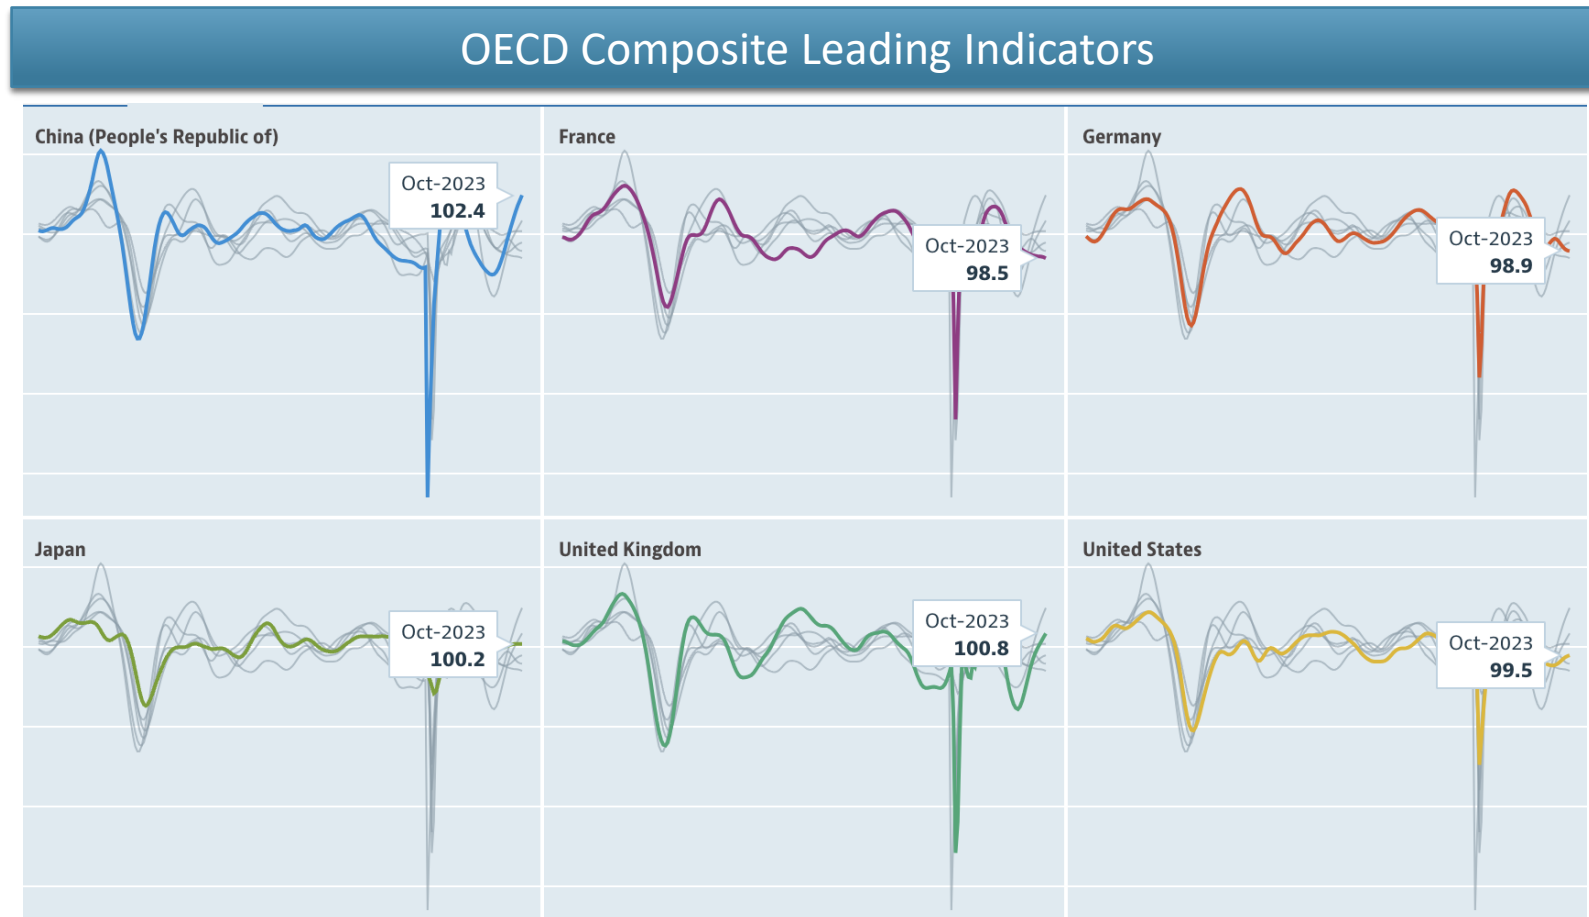 OECD Composite Leading Indicators
China (People's Republic of)
Oct-2023
102.4
France
Oct-2023
98.5
Germany
Oct-2023
98.9
Japan
Oct-2023
100.2
United Kingdom
Oct-2023
100.8
United States
Oct-2023
99.5